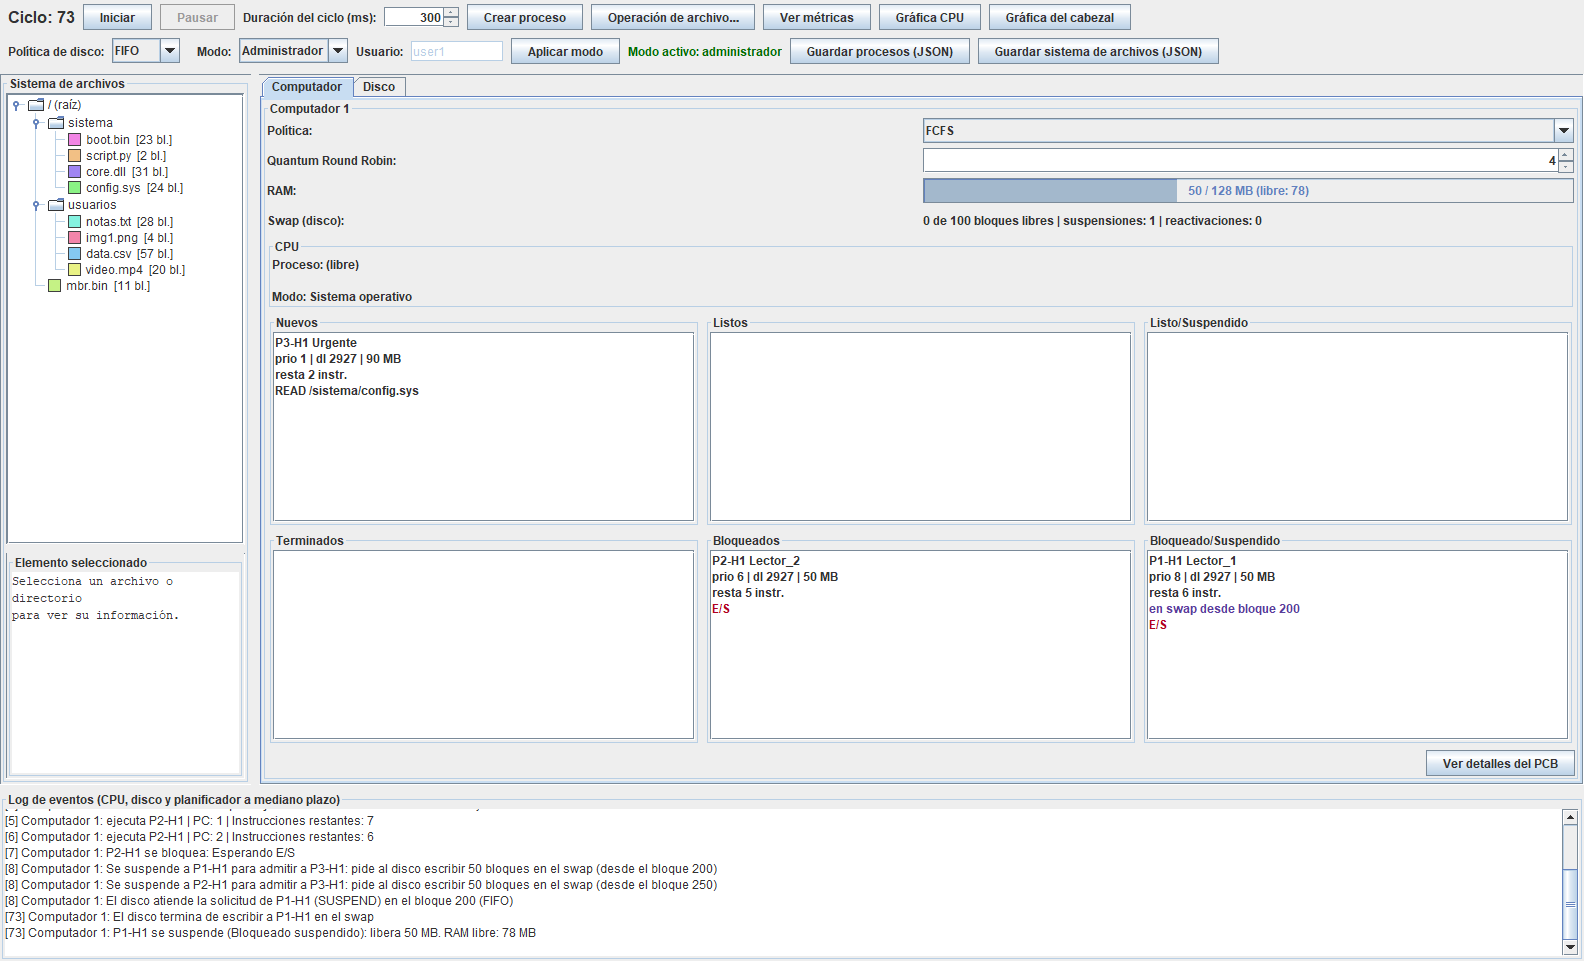 Ciclo: 73
Iniciar
Pausar
Duración del ciclo (ms):
300
Crear proceso
Operación de archivo...
Ver métricas
Gráfica CPU
Gráfica del cabezal
Política de disco:
FIFO
Modo:
Administrador
Usuario:
user1
Aplicar modo
Modo activo: administrador
Guardar procesos (JSON)
Guardar sistema de archivos (JSON)
Sistema de archivos
/ (raíz)
sistema
boot.bin [23 bl.]
script.py [2 bl.]
core.dll [31 bl.]
config.sys [24 bl.]
usuarios
notas.txt [28 bl.]
img1.png [4 bl.]
data.csv [57 bl.]
video.mp4 [20 bl.]
mbr.bin [11 bl.]
Elemento seleccionado
Selecciona un archivo o
directorio
para ver su información.
Computador
Disco
Computador 1
Política:
FCFS
Quantum Round Robin:
4
RAM:
50 / 128 MB (libre: 78)
Swap (disco):
0 de 100 bloques libres | suspensiones: 1 | reactivaciones: 0
CPU
Proceso: (libre)
Modo: Sistema operativo
Nuevos
P3-H1 Urgente
prio 1 | dl 2927 | 90 MB
resta 2 instr.
READ /sistema/config.sys
Listos
Listo/Suspendido
Terminados
Bloqueados
P2-H1 Lector_2
prio 6 | dl 2927 | 50 MB
resta 5 instr.
E/S
Bloqueado/Suspendido
P1-H1 Lector_1
prio 8 | dl 2927 | 50 MB
resta 6 instr.
en swap desde bloque 200
E/S
Ver detalles del PCB
Log de eventos (CPU, disco y planificador a mediano plazo)
[5] Computador 1: ejecuta P2-H1 | PC: 1 | Instrucciones restantes: 7
[6] Computador 1: ejecuta P2-H1 | PC: 2 | Instrucciones restantes: 6
[7] Computador 1: P2-H1 se bloquea: Esperando E/S
[8] Computador 1: Se suspende a P1-H1 para admitir a P3-H1: pide al disco escribir 50 bloques en el swap (desde el bloque 200)
[8] Computador 1: Se suspende a P2-H1 para admitir a P3-H1: pide al disco escribir 50 bloques en el swap (desde el bloque 250)
[8] Computador 1: El disco atiende la solicitud de P1-H1 (SUSPEND) en el bloque 200 (FIFO)
[73] Computador 1: El disco termina de escribir a P1-H1 en el swap
[73] Computador 1: P1-H1 se suspende (Bloqueado suspendido): libera 50 MB. RAM libre: 78 MB